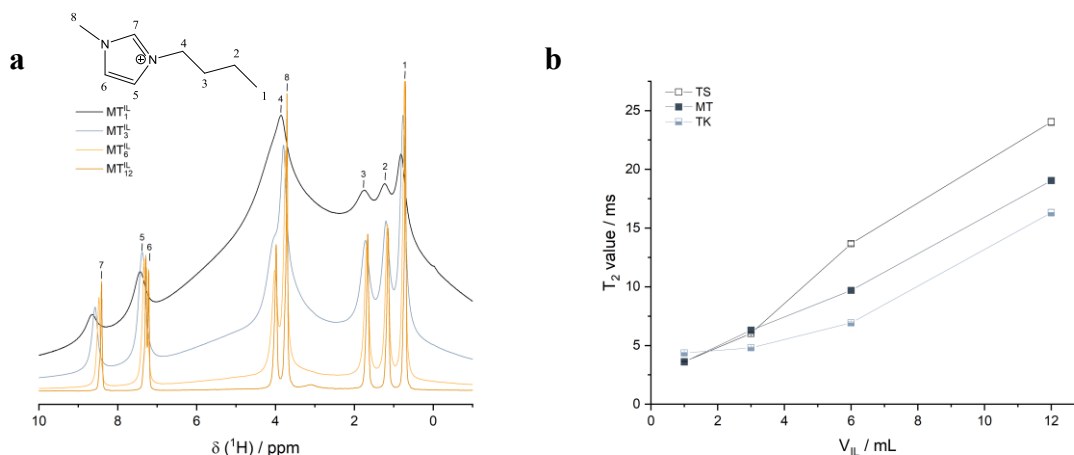 a
8
7
N
N
⊕
4
2
3
1
6
5
MT₁ᴵᴸ
MT₃ᴵᴸ
MT₆ᴵᴸ
MT₁₂ᴵᴸ
7
5
6
4
8
3
2
1
10 8 6 4 2 0
δ (¹H) / ppm
b
TS
MT
TK
25
20
15
10
5
0
T₂ value / ms
0 2 4 6 8 10 12
V_IL / mL